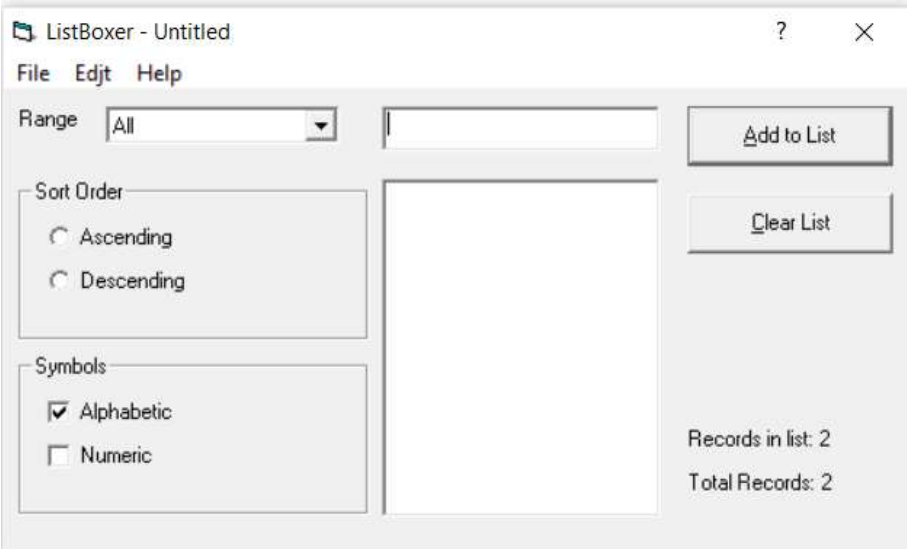 ListBoxer - Untitled
?
File Edjt Help
Range
All
Add to List
Sort Order
Ascending
Descending
Clear List
Symbols
Alphabetic
Numeric
Records in list: 2
Total Records: 2